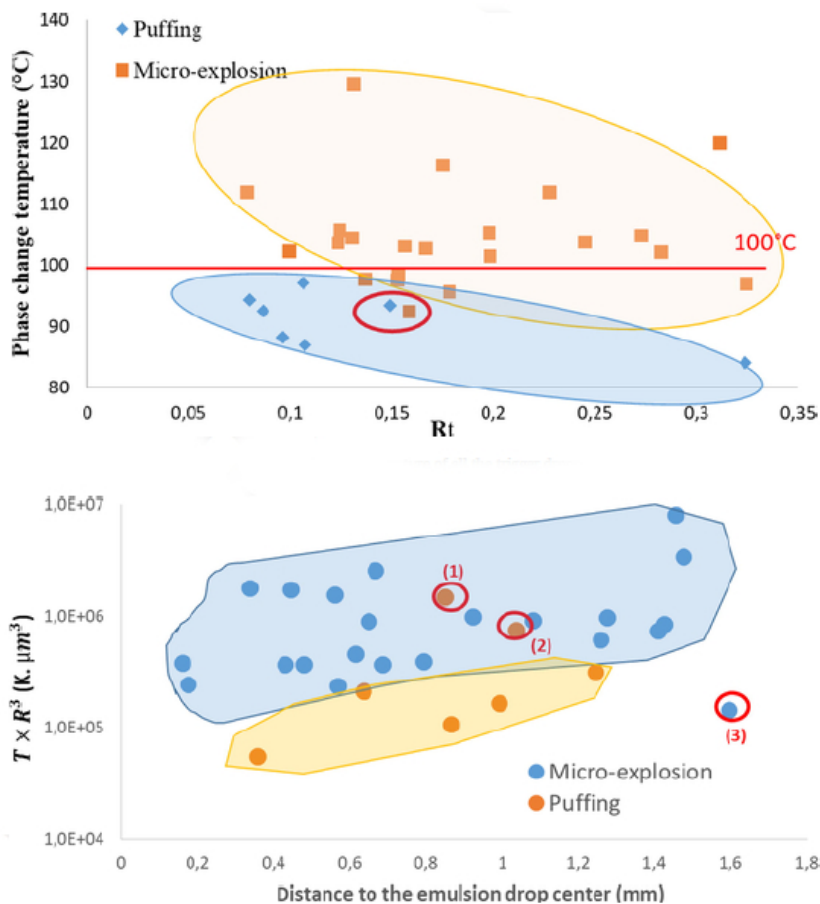 140
130
120
110
100
90
80
Phase change temperature (°C)
Puffing
Micro-explosion
100°C
0
0,05
0,1
0,15
0,2
0,25
0,3
0,35
Rt
1,0E+07
1,0E+06
1,0E+05
1,0E+04
T × R³ (K. μm³)
(1)
(2)
(3)
Micro-explosion
Puffing
0
0,2
0,4
0,6
0,8
1
1,2
1,4
1,6
1,8
Distance to the emulsion drop center (mm)